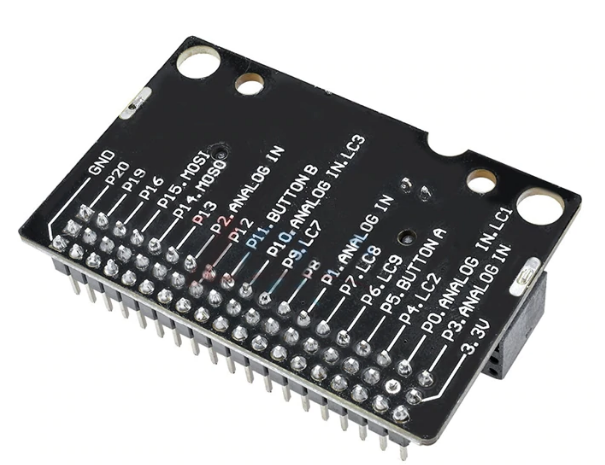 GND
P20
P19
P16
P15.MOSI
P14.MOSO
P13
P2.ANALOG IN
P12
P11.BUTTON B
P10.ANALOG IN.LC3
P9.LC7
P8
P1.ANALOG IN
P7.LC8
P6.LC9
P5.BUTTON A
P4.LC2
P0.ANALOG IN.LC1
P3.ANALOG IN
3.3V